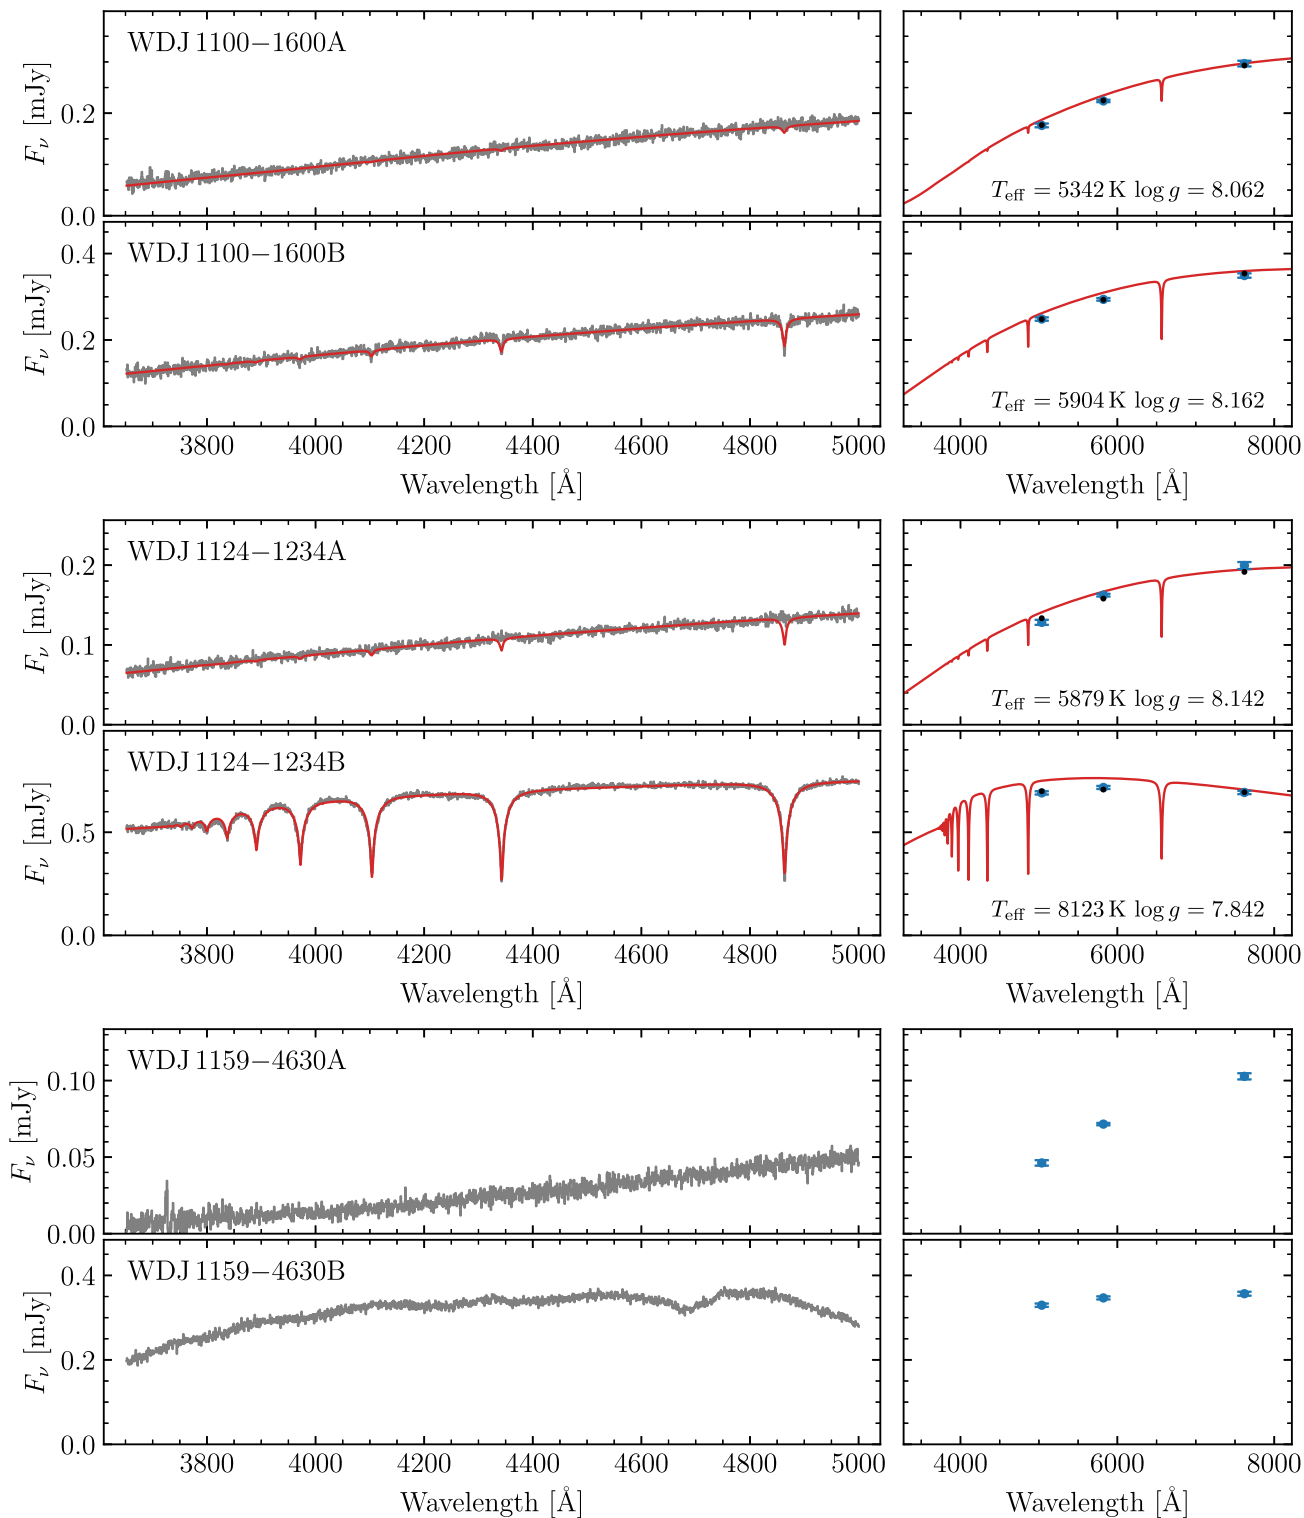 WDJ 1100−1600A
F_ν [mJy]
0.2
0.0
T_eff = 5342 K log g = 8.062
WDJ 1100−1600B
F_ν [mJy]
0.4
0.2
0.0
T_eff = 5904 K log g = 8.162
3800 4000 4200 4400 4600 4800 5000
4000 6000 8000
Wavelength [Å]
Wavelength [Å]
WDJ 1124−1234A
F_ν [mJy]
0.2
0.1
0.0
T_eff = 5879 K log g = 8.142
WDJ 1124−1234B
F_ν [mJy]
0.5
0.0
T_eff = 8123 K log g = 7.842
3800 4000 4200 4400 4600 4800 5000
4000 6000 8000
Wavelength [Å]
Wavelength [Å]
WDJ 1159−4630A
F_ν [mJy]
0.10
0.05
0.00
WDJ 1159−4630B
F_ν [mJy]
0.4
0.2
0.0
3800 4000 4200 4400 4600 4800 5000
4000 6000 8000
Wavelength [Å]
Wavelength [Å]